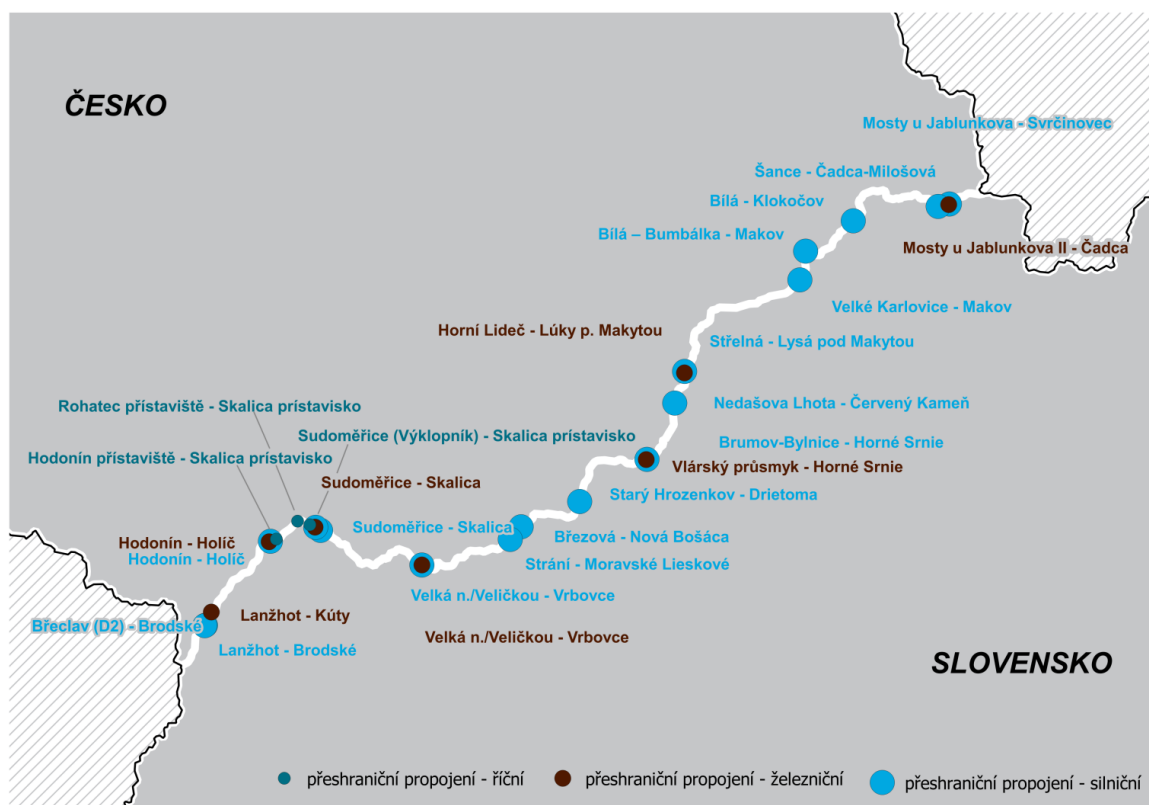 ČESKO
Mosty u Jablunkova - Svrčinovec
Šance - Čadca-Milošová
Bílá - Klokočov
Bílá – Bumbálka - Makov
Mosty u Jablunkova II - Čadca
Velké Karlovice - Makov
Horní Lideč - Lúky p. Makytou
Střelná - Lysá pod Makytou
Rohatec přístaviště - Skalica prístavisko
Nedašova Lhota - Červený Kameň
Sudoměřice (Výklopník) - Skalica prístavisko
Brumov-Bylnice - Horné Srnie
Hodonín přístaviště - Skalica prístavisko
Vlárský průsmyk - Horné Srnie
Sudoměřice - Skalica
Starý Hrozenkov - Drietoma
Sudoměřice - Skalica
Březová - Nová Bošáca
Hodonín - Holíč
Hodonín - Holíč
Strání - Moravské Lieskové
Velká n./Veličkou - Vrbovce
Lanžhot - Kúty
Břeclav (D2) - Brodské
Velká n./Veličkou - Vrbovce
Lanžhot - Brodské
SLOVENSKO
přeshraniční propojení - říční
přeshraniční propojení - železniční
přeshraniční propojení - silniční